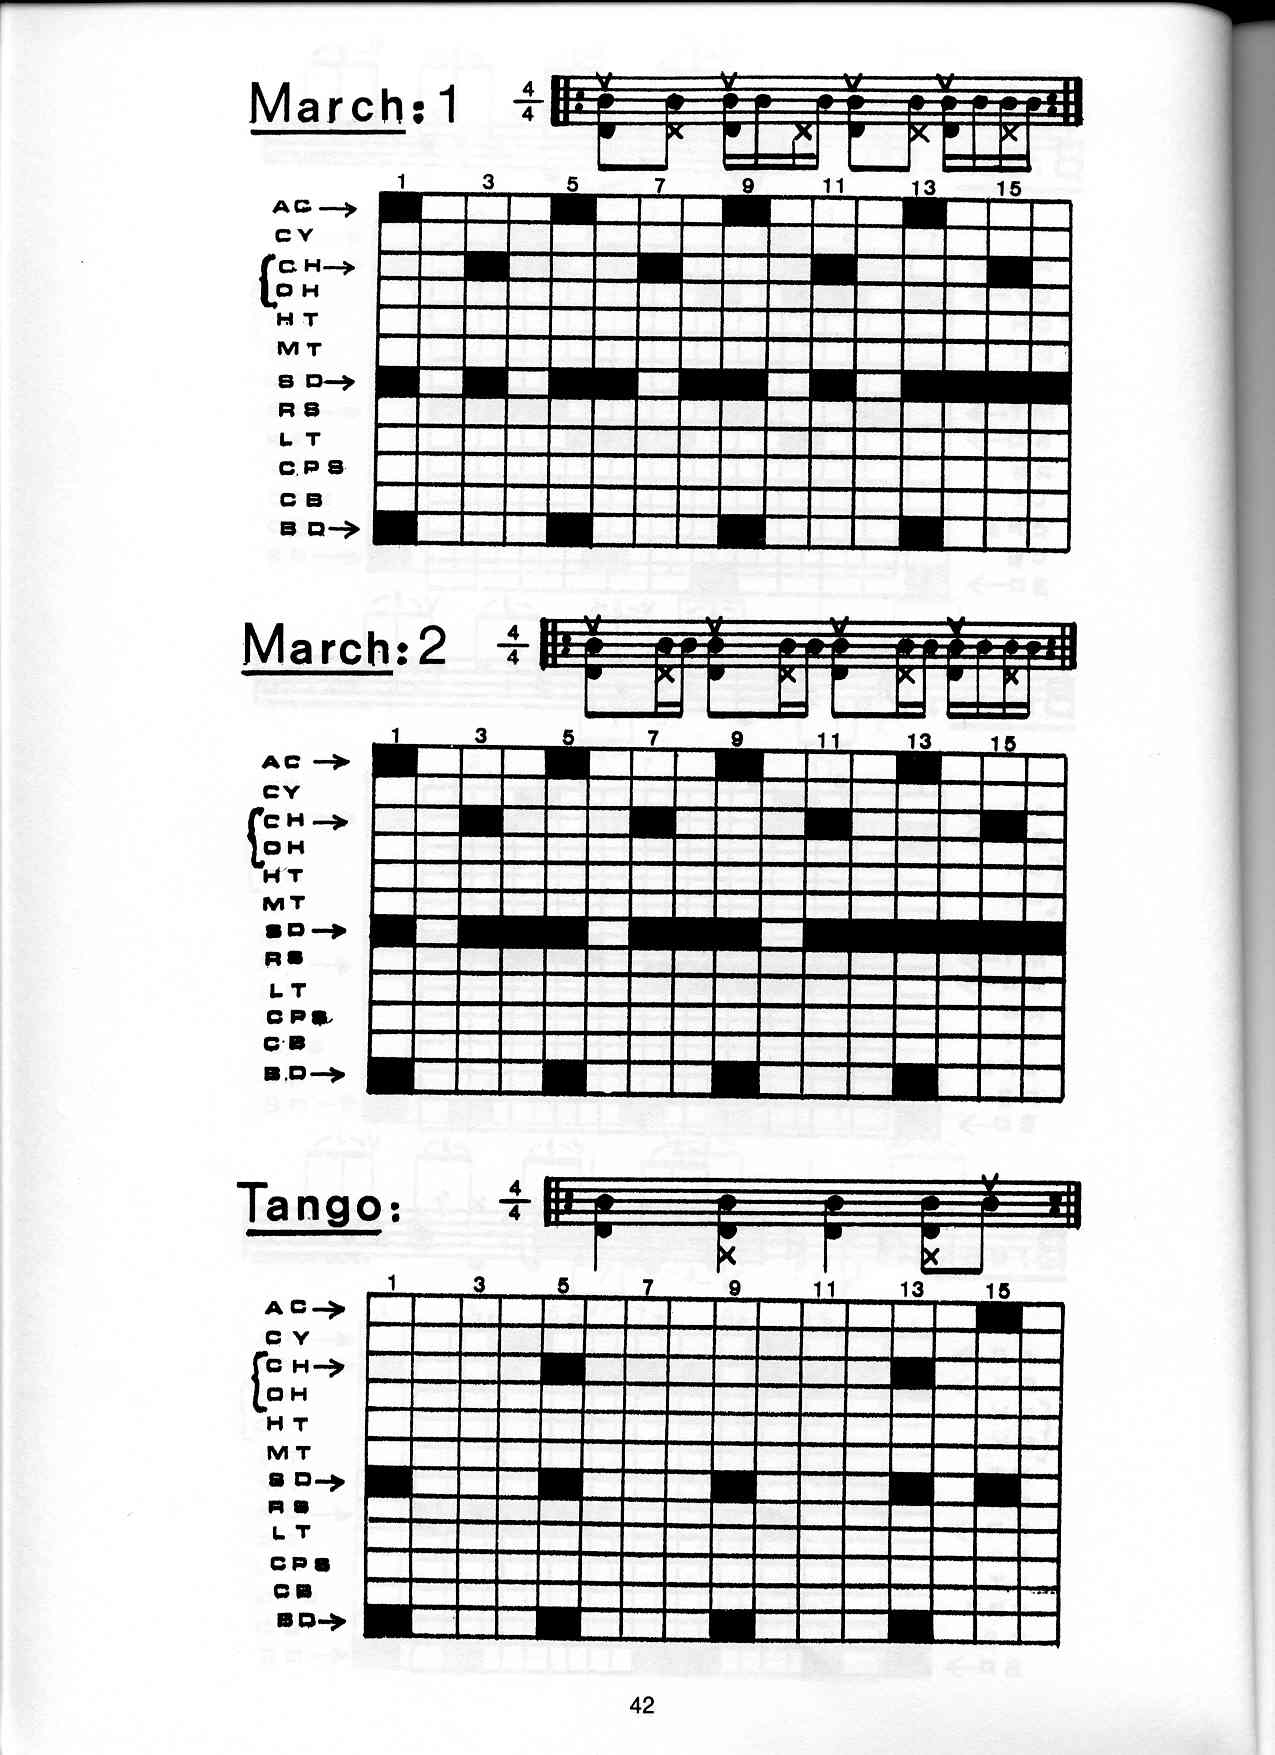 March: 1
4
4
1 3 5 7 9 11 13 15
AC→
CY
CH→
OH
HT
MT
SD→
RS
LT
CPS
CB
BD→
March: 2
4
4
1 3 5 7 9 11 13 15
AC→
CY
CH→
OH
HT
MT
SD→
RS
LT
CPS
CB
BD→
Tango:
4
4
1 3 5 7 9 11 13 15
AC→
CY
CH→
OH
HT
MT
SD→
RS
LT
CPS
CB
BD→
42